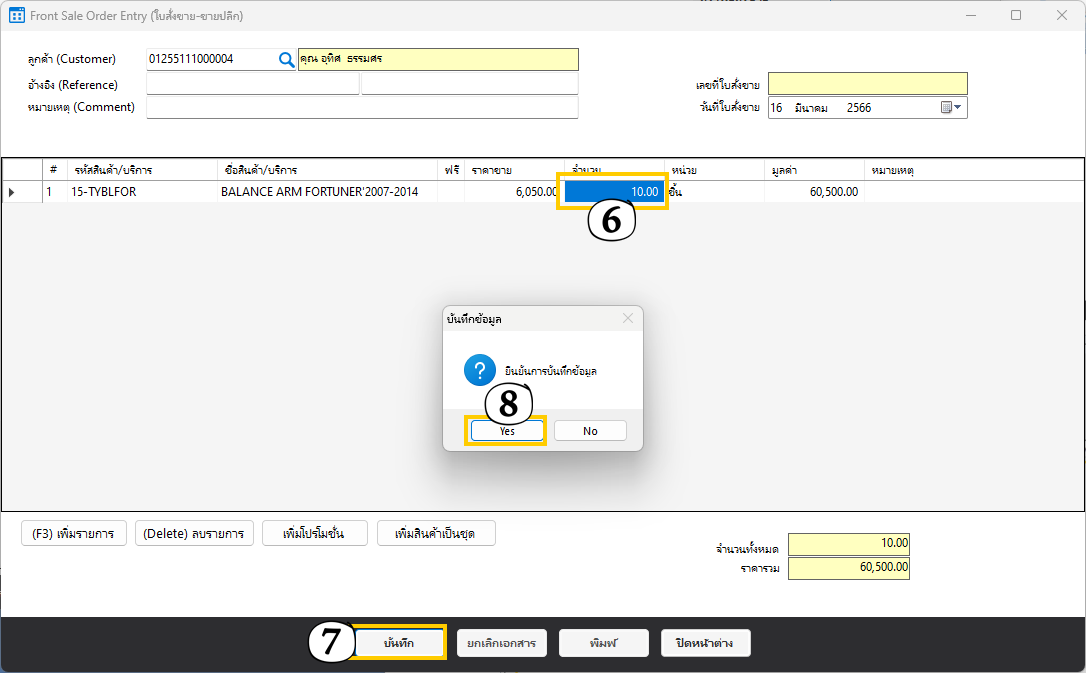 Front Sale Order Entry (ใบสั่งขาย-ขายปลีก)
ลูกค้า (Customer) 01255111000004 คุณ อุทิศ ธรรมศร
อ้างอิง (Reference) เลขที่ใบสั่งขาย
หมายเหตุ (Comment) วันที่ใบสั่งขาย 16 มีนาคม 2566
# รหัสสินค้า/บริการ ชื่อสินค้า/บริการ ฟรี ราคาขาย จำนวน หน่วย มูลค่า หมายเหตุ
1 15-TYBLFOR BALANCE ARM FORTUNER'2007-2014 6,050.00 10.00 ชิ้น 60,500.00
6
บันทึกข้อมูล
? ยืนยันการบันทึกข้อมูล
8
Yes No
(F3) เพิ่มรายการ (Delete) ลบรายการ เพิ่มโปรโมชั่น เพิ่มสินค้าเป็นชุด
จำนวนทั้งหมด 10.00
ราคารวม 60,500.00
7 บันทึก ยกเลิกเอกสาร พิมพ์ ปิดหน้าต่าง